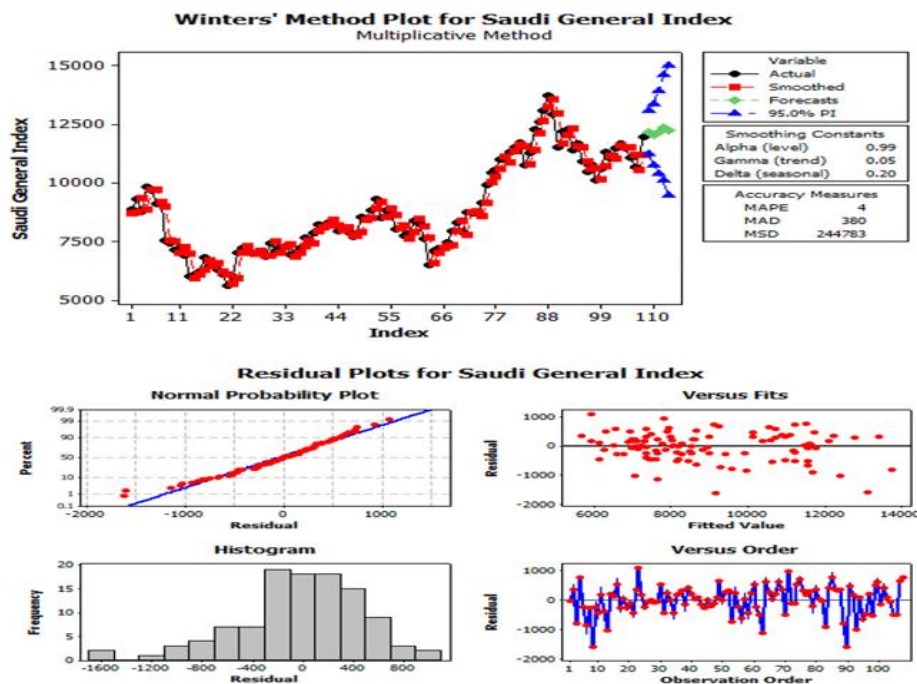 Winters' Method Plot for Saudi General Index
Multiplicative Method
Saudi General Index
15000
12500
10000
7500
5000
1 11 22 33 44 55 66 77 88 99 110
Index
Variable
Actual
Smoothed
Forecasts
95.0% PI
Smoothing Constants
Alpha (level) 0.99
Gamma (trend) 0.05
Delta (seasonal) 0.20
Accuracy Measures
MAPE 4
MAD 380
MSD 244783
Residual Plots for Saudi General Index
Normal Probability Plot
Percent
99.9
99
90
50
10
1
0.1
-2000 -1000 0 1000
Residual
Versus Fits
Residual
1000
0
-1000
-2000
6000 8000 10000 12000 14000
Fitted Value
Histogram
Frequency
20
15
10
5
0
-1600 -1200 -800 -400 0 400 800
Residual
Versus Order
Residual
1000
0
-1000
-2000
1 10 20 30 40 50 60 70 80 90 100
Observation Order